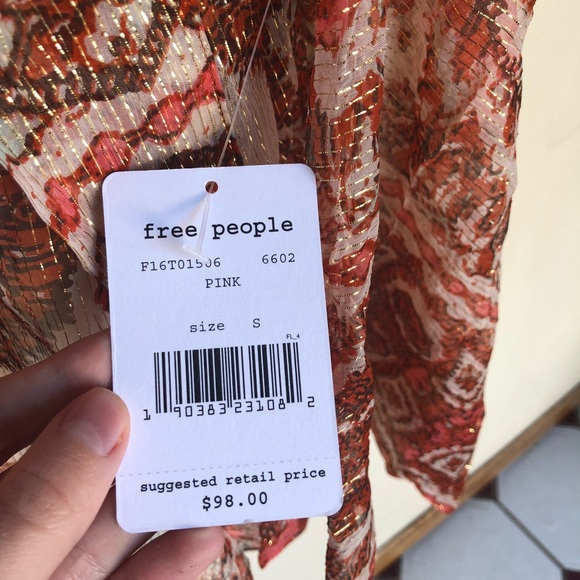 free people
F16T01506 6602
PINK
size S
FL_4
1 90383 23108 2
suggested retail price
$98.00